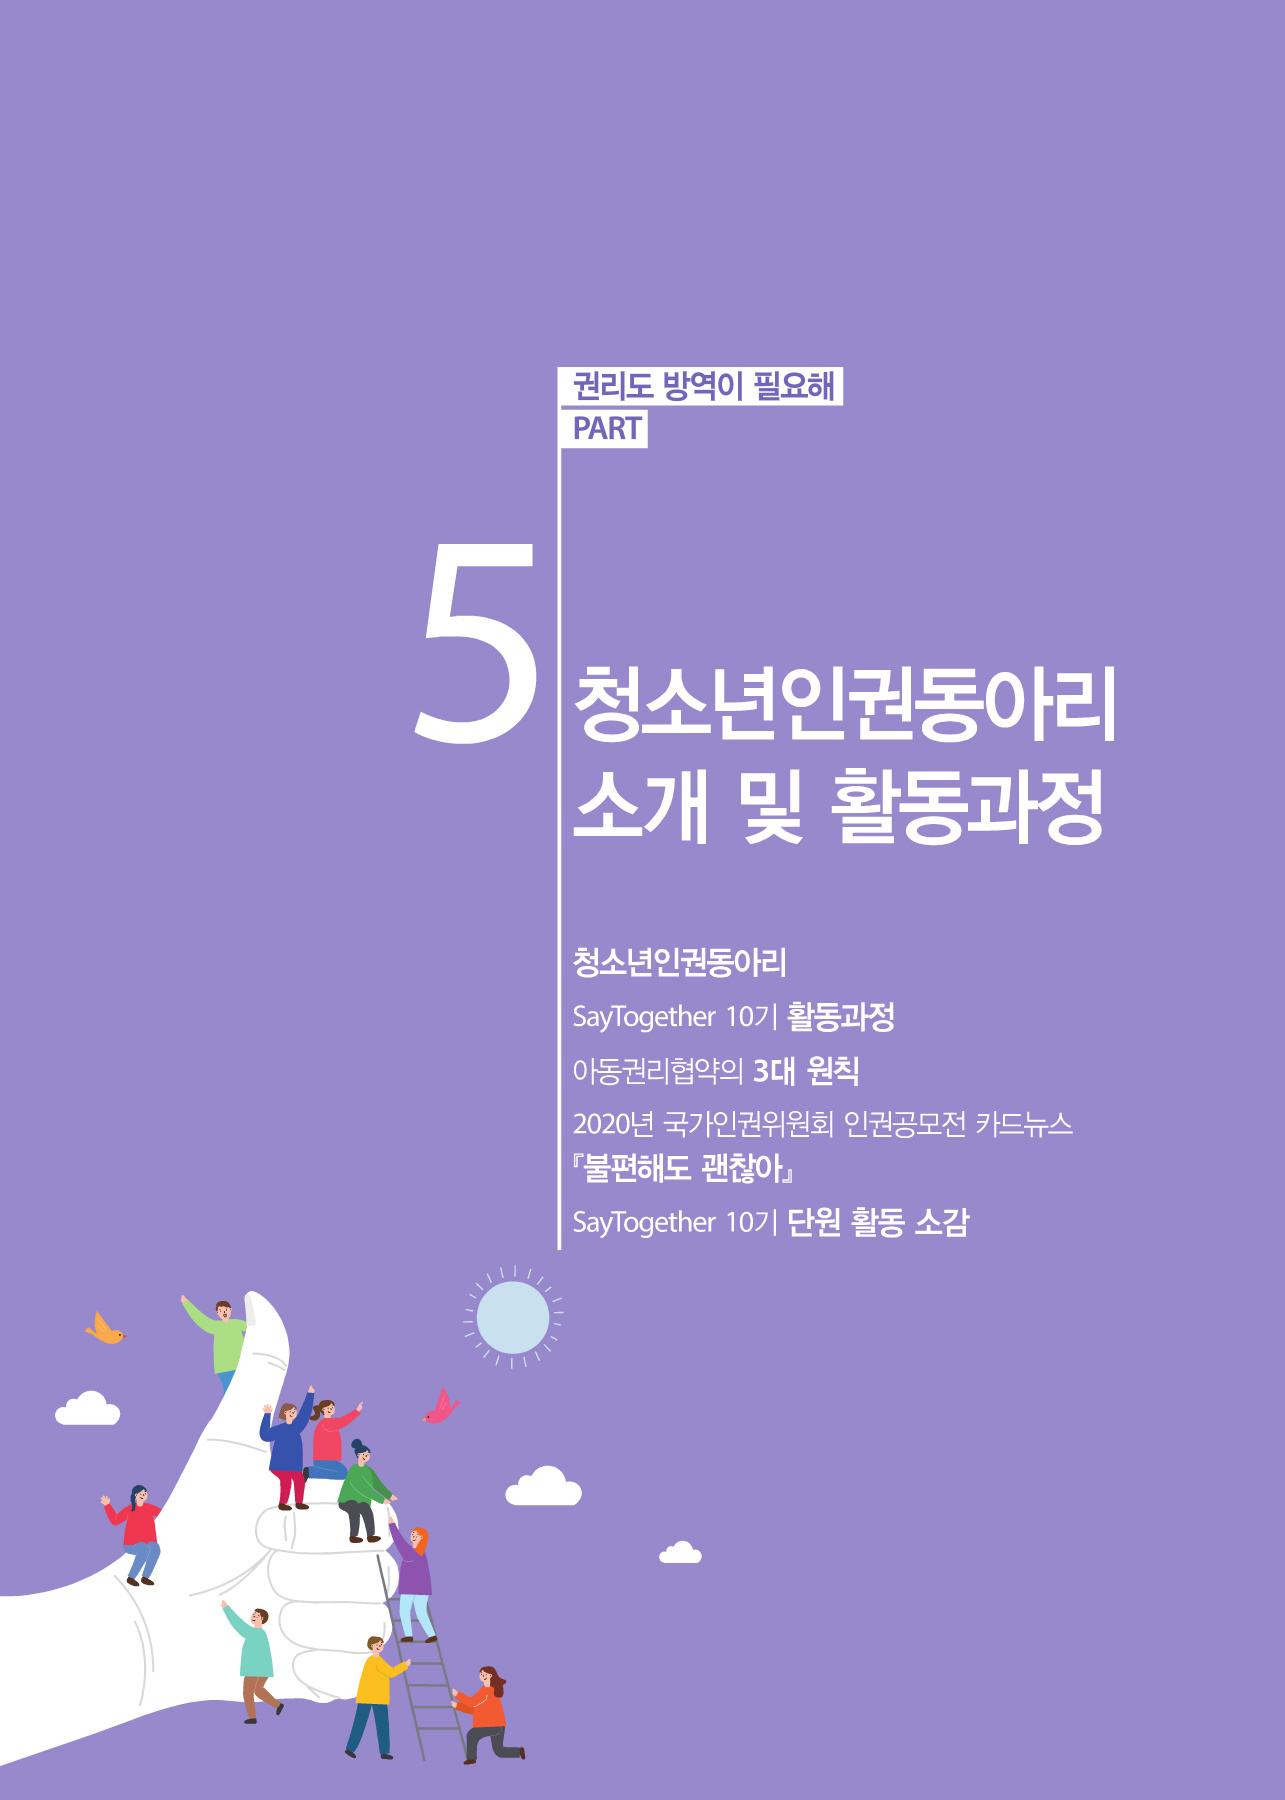 권리도 방역이 필요해
PART
5
청소년인권동아리
소개 및 활동과정
청소년인권동아리
SayTogether 10기 활동과정
아동권리협약의 3대 원칙
2020년 국가인권위원회 인권공모전 카드뉴스
『불편해도 괜찮아』
SayTogether 10기 단원 활동 소감